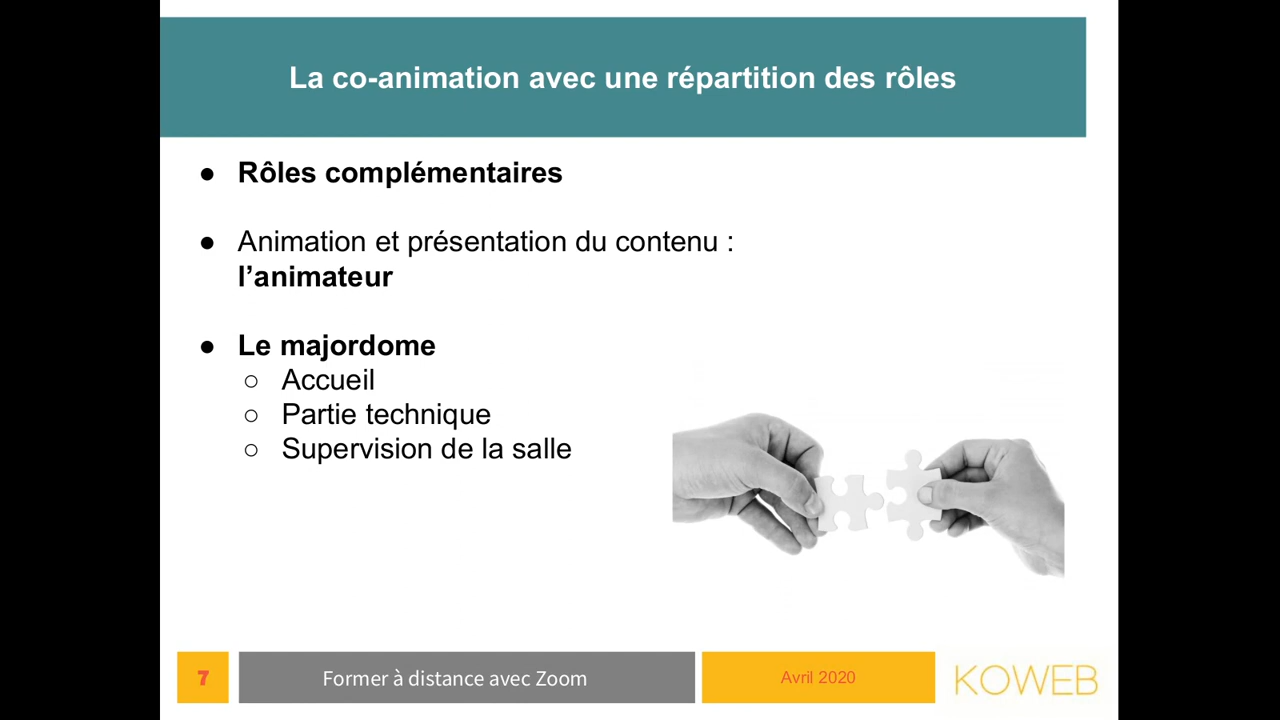 La co-animation avec une répartition des rôles
● Rôles complémentaires
● Animation et présentation du contenu :
l’animateur
● Le majordome
○ Accueil
○ Partie technique
○ Supervision de la salle
7
Former à distance avec Zoom
Avril 2020
KOWEB